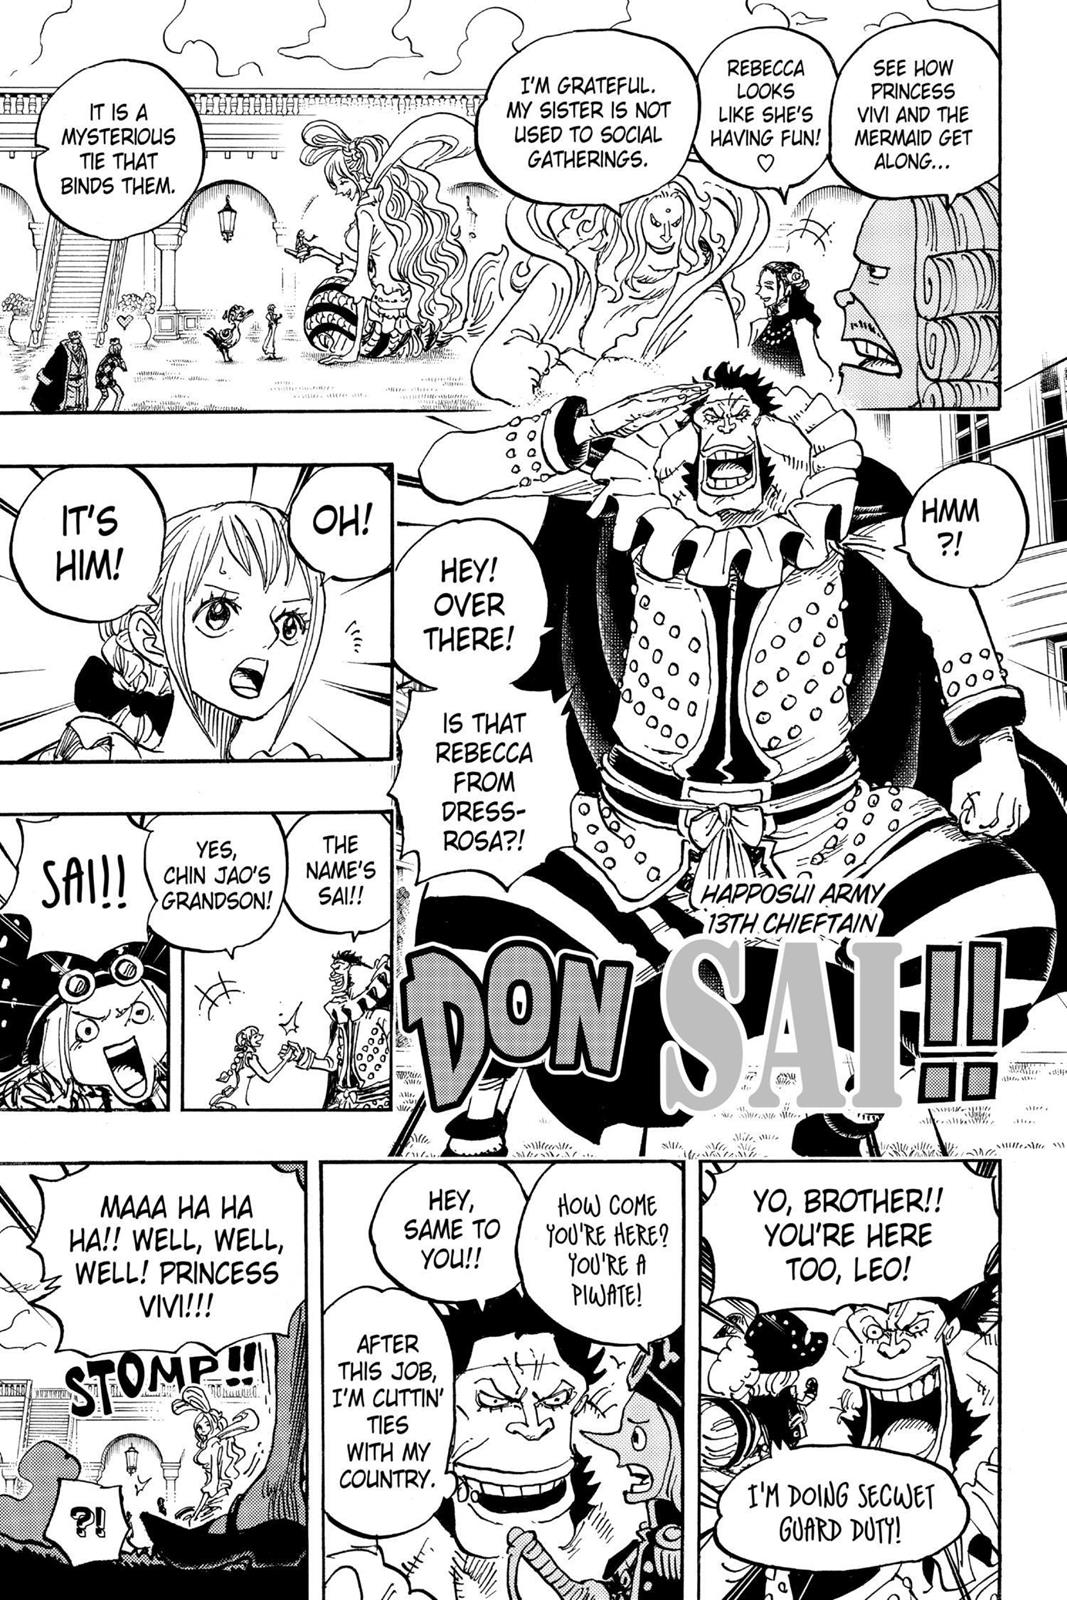 SEE HOW
PRINCESS
VIVI AND THE
MERMAID GET
ALONG...
REBECCA
LOOKS
LIKE SHE'S
HAVING FUN!
♡
I'M GRATEFUL.
MY SISTER IS NOT
USED TO SOCIAL
GATHERINGS.
IT IS A
MYSTERIOUS
TIE THAT
BINDS THEM.
HMM
?!
HEY!
OVER
THERE!
IS THAT
REBECCA
FROM
DRESS-
ROSA?!
HAPPOSUI ARMY
13TH CHIEFTAIN
DON SAI!!
OH!
IT'S
HIM!
THE
NAME'S
SAI!!
YES,
CHIN JAO'S
GRANDSON!
SAI!!
YO, BROTHER!!
YOU'RE HERE
TOO, LEO!
I'M DOING SECWET
GUARD DUTY!
HOW COME
YOU'RE HERE?
YOU'RE A
PIWATE!
HEY,
SAME TO
YOU!!
AFTER
THIS JOB,
I'M CUTTIN'
TIES
WITH MY
COUNTRY.
MAAA HA HA
HA!! WELL, WELL,
WELL! PRINCESS
VIVI!!!
STOMP!!
?!